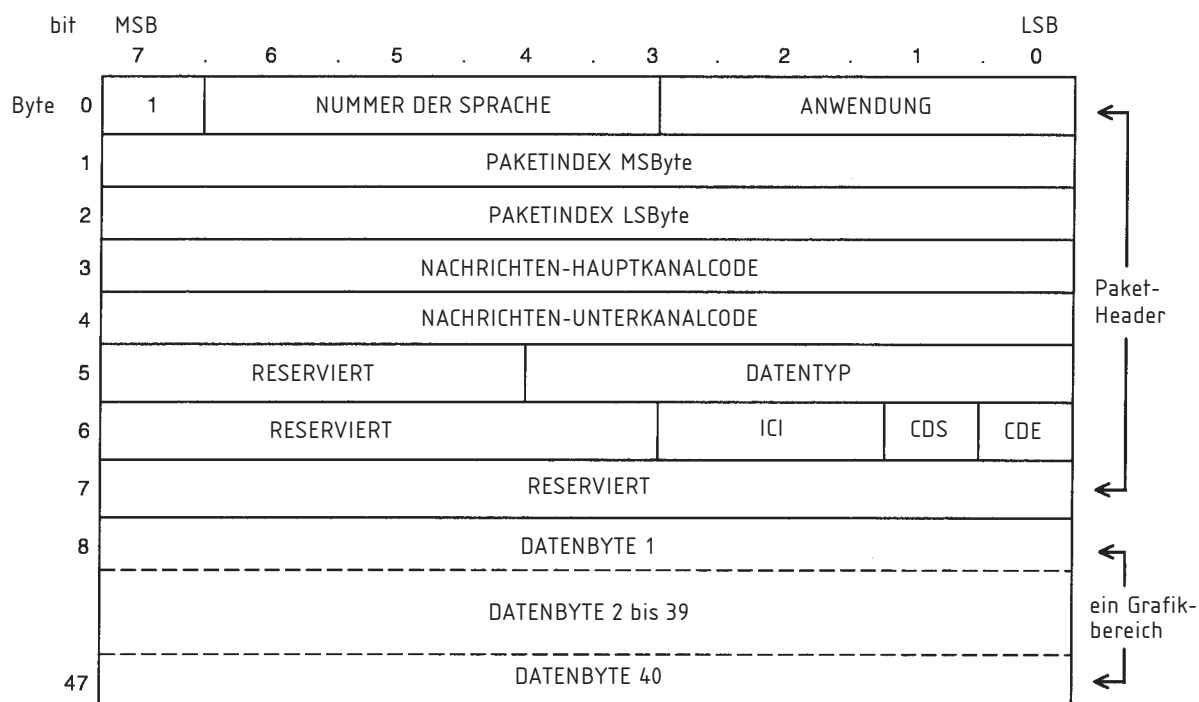 bit MSB LSB
7 . 6 . 5 . 4 . 3 . 2 . 1 . 0
Byte 0 1 NUMMER DER SPRACHE ANWENDUNG
1 PAKETINDEX MSByte
2 PAKETINDEX LSByte
3 NACHRICHTEN-HAUPTKANALCODE
4 NACHRICHTEN-UNTERKANALCODE
Paket-
Header
5 RESERVIERT DATENTYP
6 RESERVIERT ICI CDS CDE
7 RESERVIERT
8 DATENBYTE 1
DATENBYTE 2 bis 39
ein Grafik-
bereich
47 DATENBYTE 40